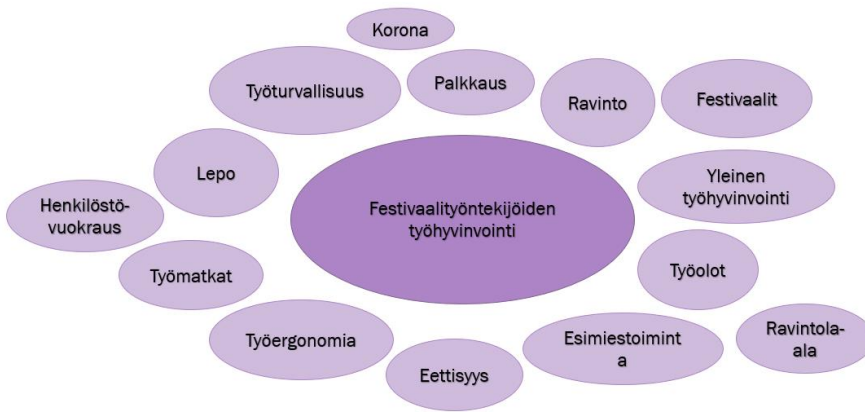 Korona
Työturvallisuus
Palkkaus
Ravinto
Festivaalit
Lepo
Yleinen
työhyvinvointi
Henkilöstö-
vuokraus
Festivaalityöntekijöiden
työhyvinvointi
Työmatkat
Työolot
Työergonomia
Esimiestoimint
a
Ravintola-
ala
Eettisyys